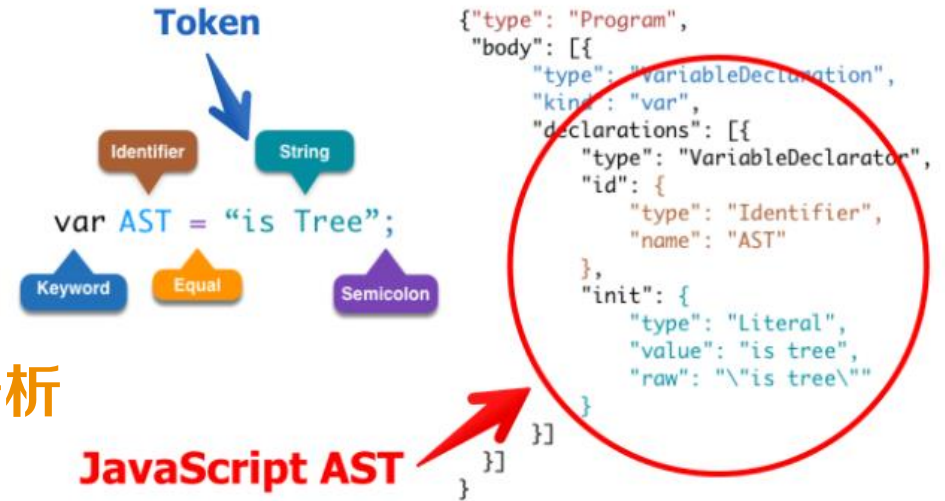 Token
Identifier
String
var AST = “is Tree”;
Keyword
Equal
Semicolon
析
JavaScript AST
{"type": "Program",
"body": [{
"type": "VariableDeclaration",
"kind": "var",
"declarations": [{
"type": "VariableDeclarator",
"id": {
"type": "Identifier",
"name": "AST"
},
"init": {
"type": "Literal",
"value": "is tree",
"raw": "\"is tree\""
}
}]
}]
}